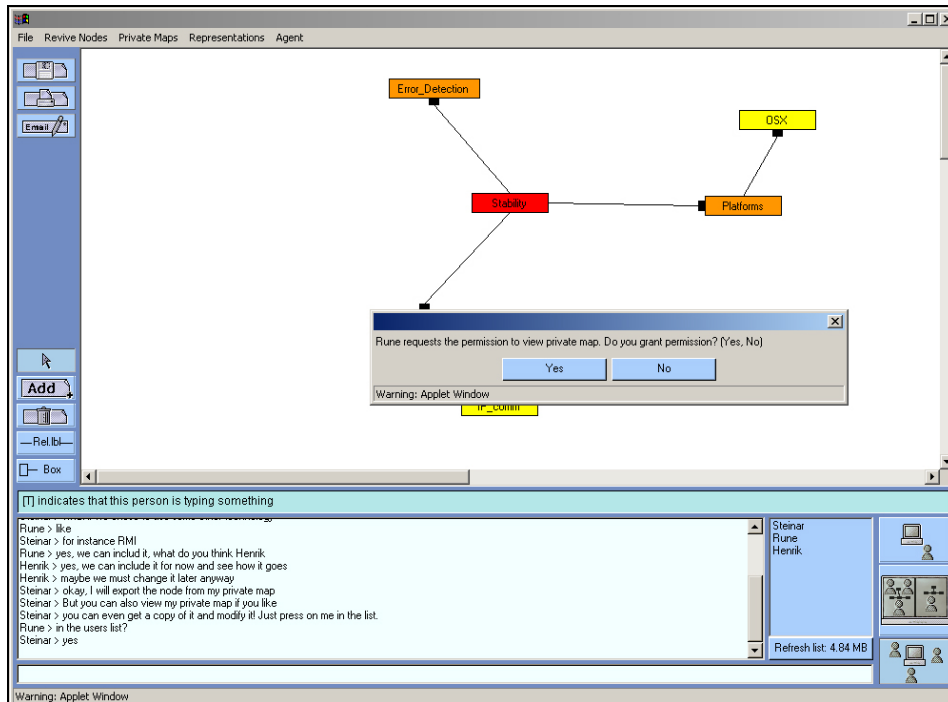 File Revive Nodes Private Maps Representations Agent
Error_Detection
OSX
Email
Stability
Platforms
Rune requests the permission to view private map. Do you grant permission? (Yes, No)
Yes No
Warning: Applet Window
Add
Rel.lbl
Box
[T] indicates that this person is typing something
Rune > like
Steinar > for instance RMI
Rune > yes, we can includ it, what do you think Henrik
Henrik > yes, we can include it for now and see how it goes
Henrik > maybe we must change it later anyway
Steinar > okay, I will export the node from my private map
Steinar > But you can also view my private map if you like
Steinar > you can even get a copy of it and modify it! Just press on me in the list.
Rune > in the users list?
Steinar > yes
Steinar
Rune
Henrik
Refresh list: 4.84 MB
Warning: Applet Window